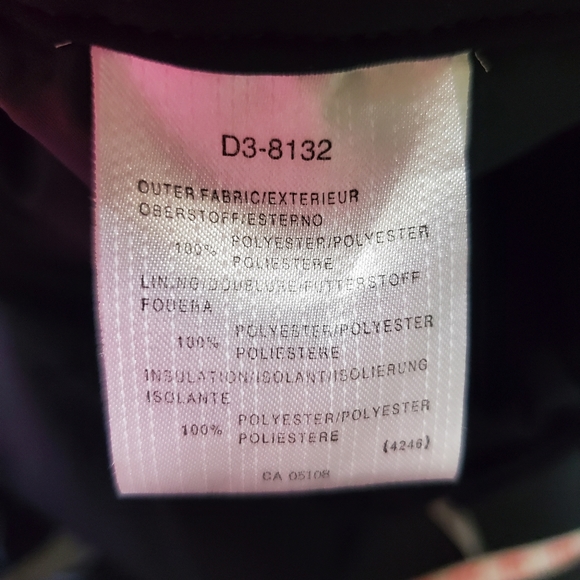 D3-8132
OUTER FABRIC/EXTERIEUR
OBERSTOFF/ESTERNO
100% POLYESTER/POLYESTER
POLIESTERE
LINING/DOUBLURE/FUTTERSTOFF
FODERA
100% POLYESTER/POLYESTER
POLIESTERE
INSULATION/ISOLANT/ISOLIERUNG
ISOLANTE
100% POLYESTER/POLYESTER
POLIESTERE (4246)
CA 05108